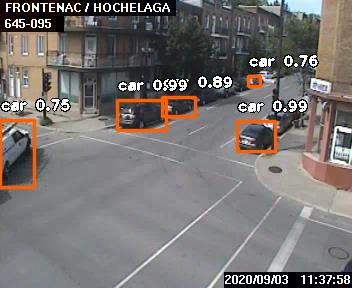 FRONTENAC / HOCHELAGA
645-095
car 0.76
car 0.99 0.89
car 0.75
car 0.99
2020/09/03 11:37:58